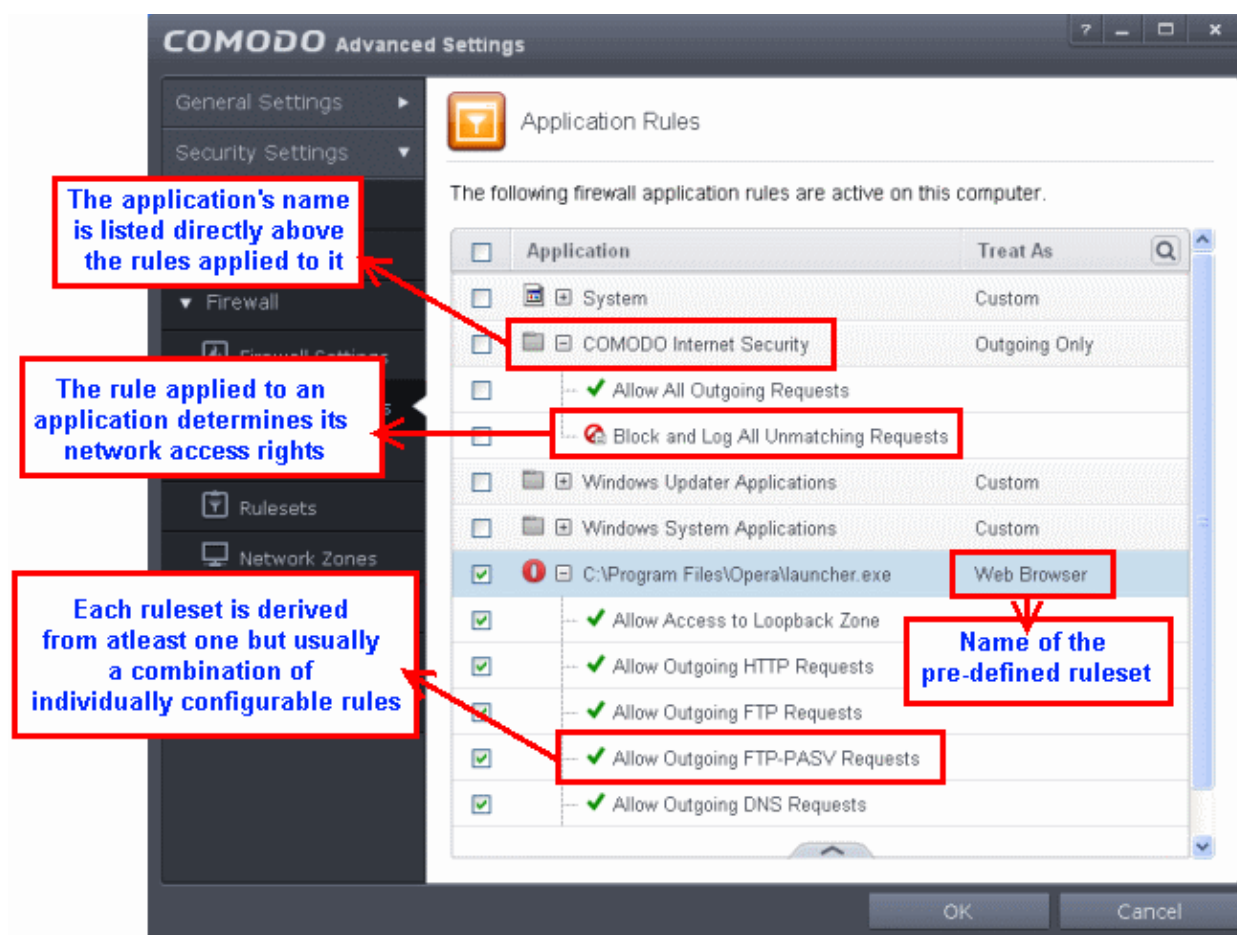 COMODO Advanced Settings
General Settings
Security Settings
The application's name
is listed directly above
the rules applied to it
Firewall
The rule applied to an
application determines its
network access rights
Rulesets
Network Zones
Each ruleset is derived
from atleast one but usually
a combination of
individually configurable rules
Application Rules
The following firewall application rules are active on this computer.
Application Treat As
System Custom
COMODO Internet Security Outgoing Only
Allow All Outgoing Requests
Block and Log All Unmatching Requests
Windows Updater Applications Custom
Windows System Applications Custom
C:\Program Files\Opera\launcher.exe Web Browser
Allow Access to Loopback Zone
Allow Outgoing HTTP Requests
Allow Outgoing FTP Requests
Allow Outgoing FTP-PASV Requests
Allow Outgoing DNS Requests
Name of the
pre-defined ruleset
OK Cancel